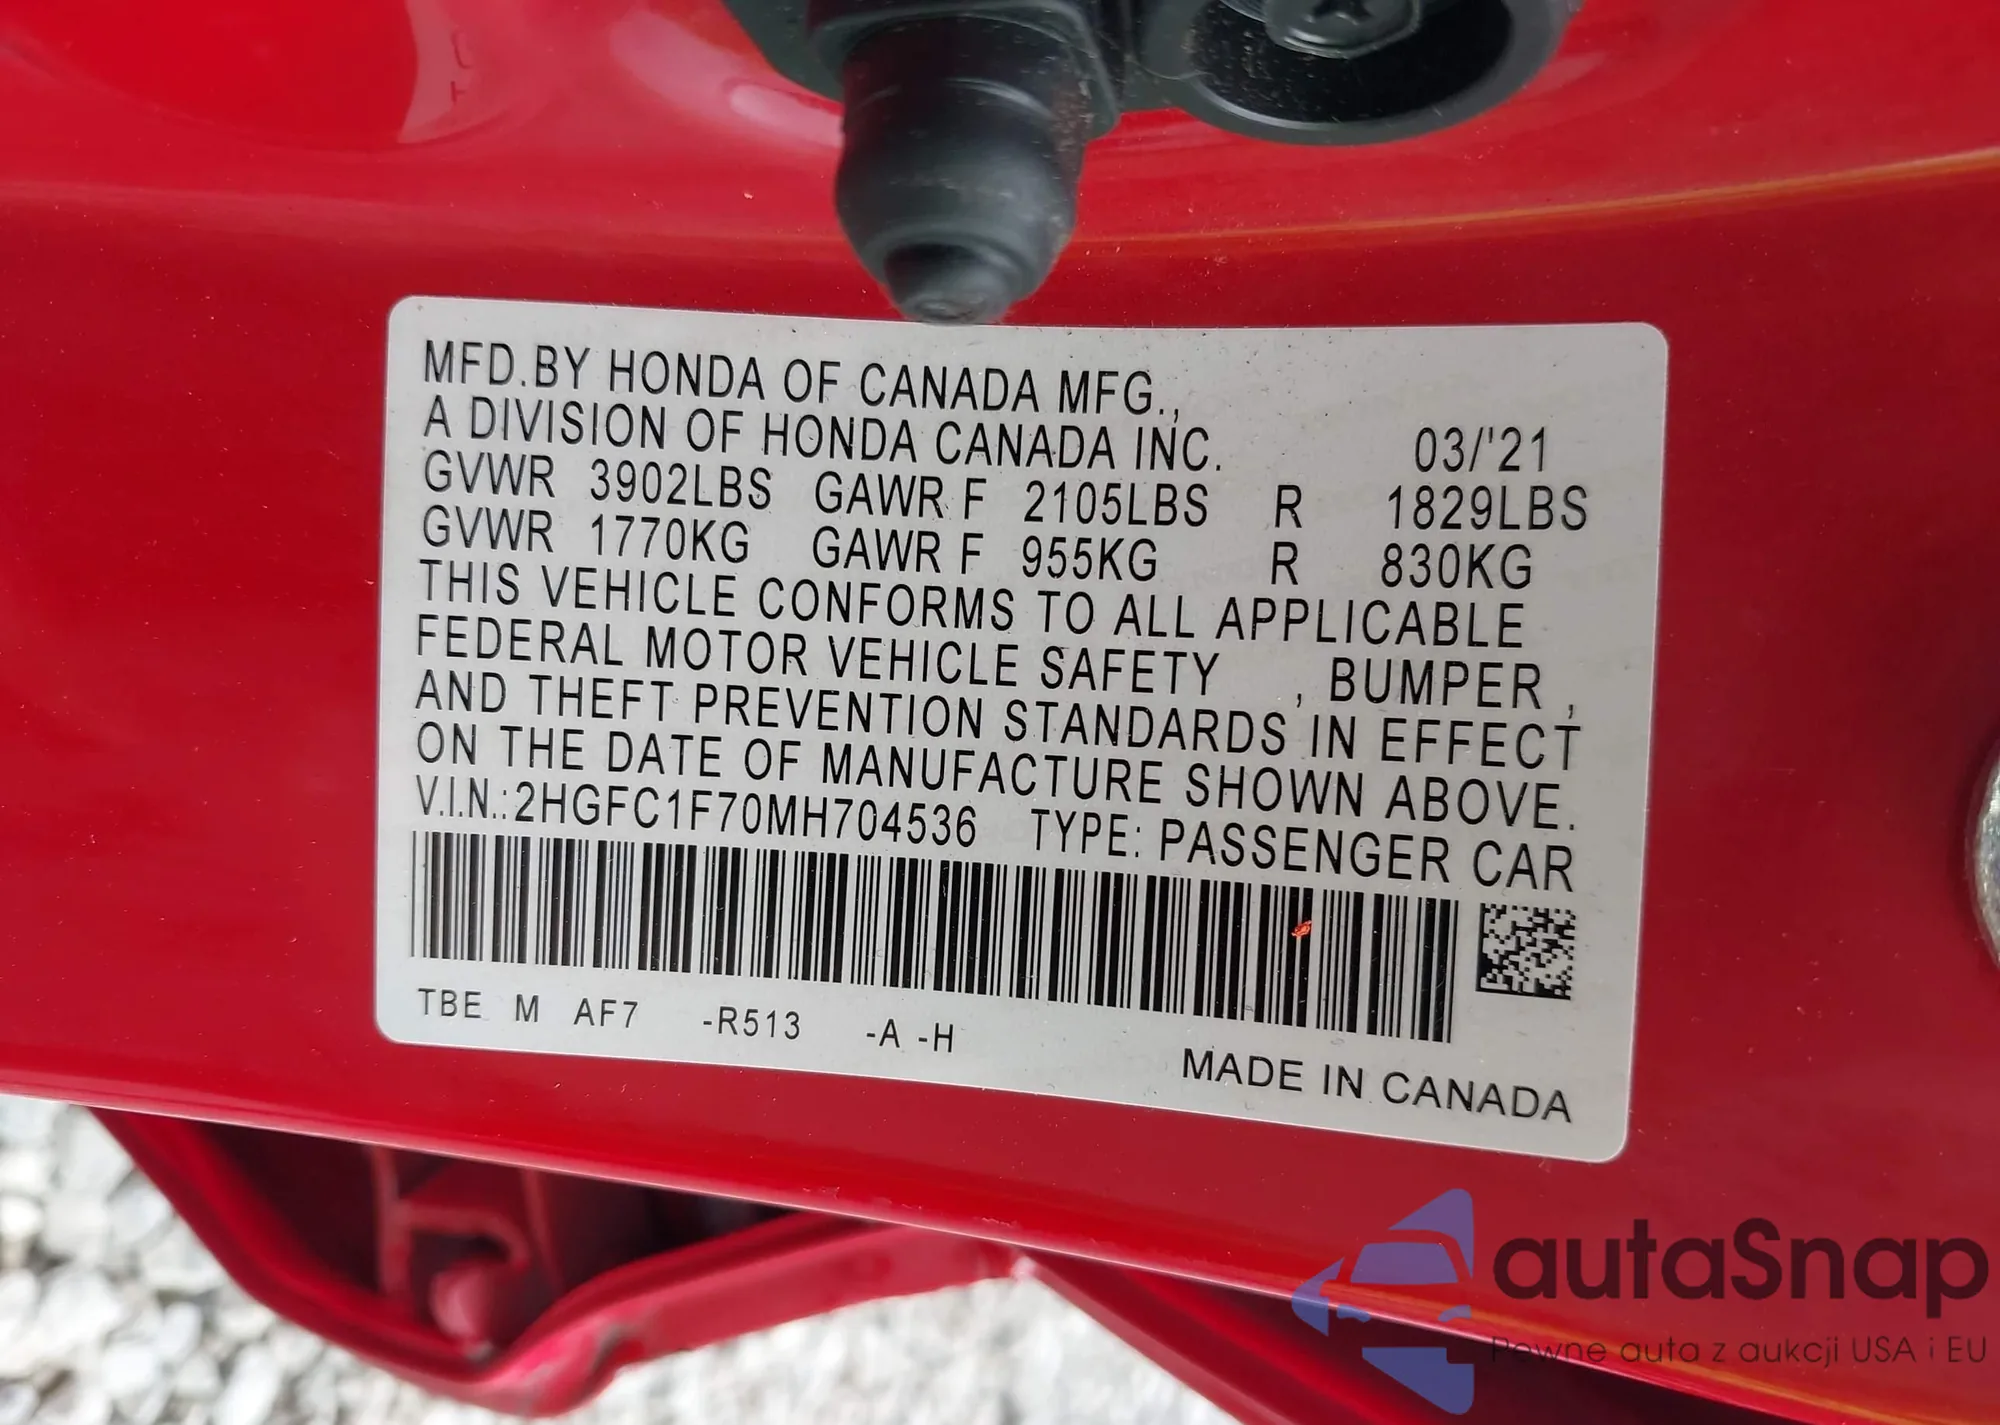 MFD.BY HONDA OF CANADA MFG.,
A DIVISION OF HONDA CANADA INC. 03/'21
GVWR 3902LBS GAWR F 2105LBS R 1829LBS
GVWR 1770KG GAWR F 955KG R 830KG
THIS VEHICLE CONFORMS TO ALL APPLICABLE
FEDERAL MOTOR VEHICLE SAFETY , BUMPER ,
AND THEFT PREVENTION STANDARDS IN EFFECT
ON THE DATE OF MANUFACTURE SHOWN ABOVE.
V.I.N.:2HGFC1F70MH704536 TYPE: PASSENGER CAR
TBE M AF7 -R513 -A -H
MADE IN CANADA
autaSnap
Pewne auta z aukcji USA i EU